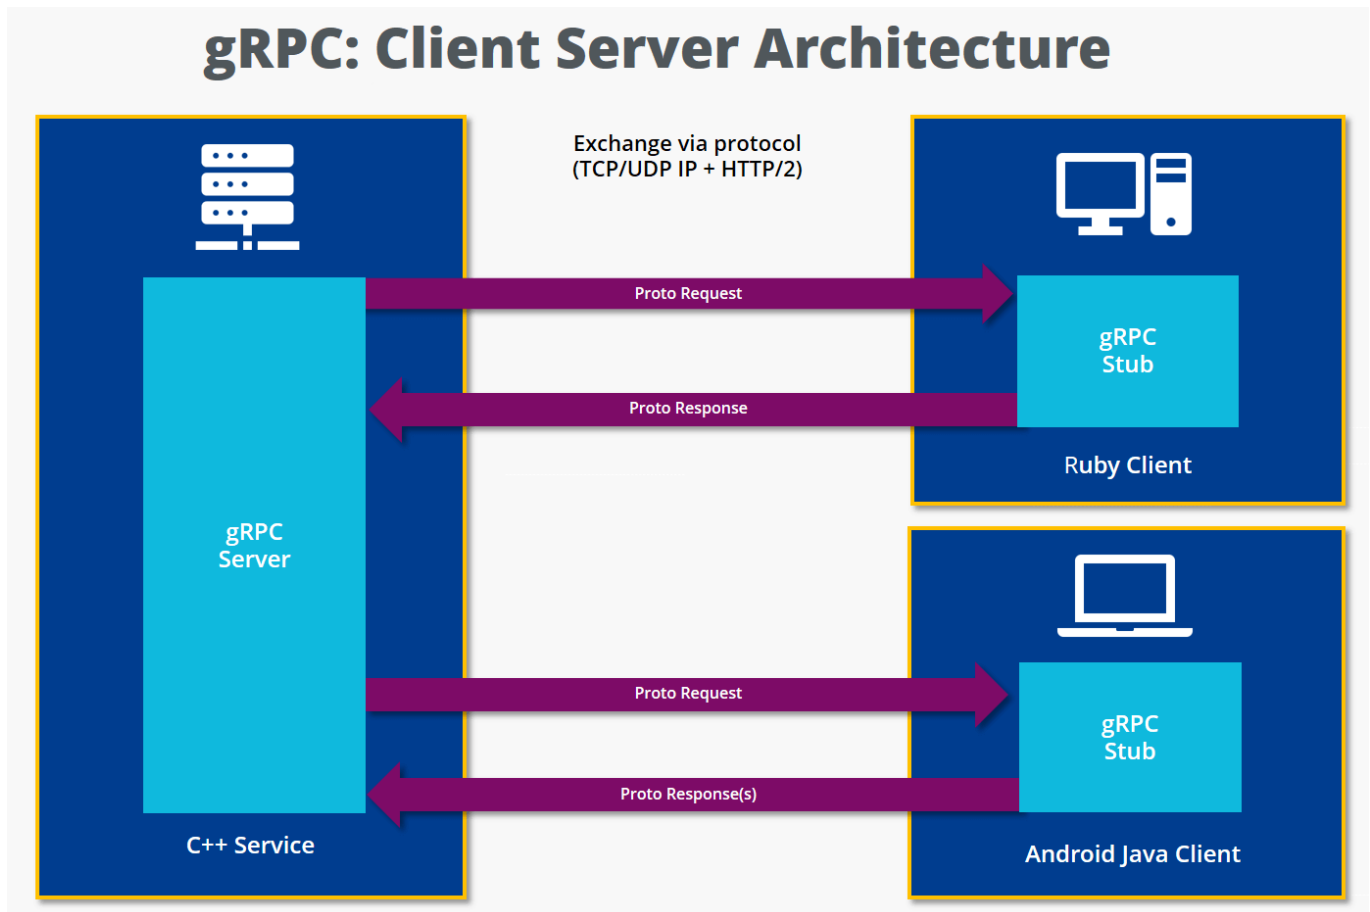 gRPC: Client Server Architecture
Exchange via protocol
(TCP/UDP IP + HTTP/2)
Proto Request
gRPC
Stub
Proto Response
Ruby Client
gRPC
Server
Proto Request
gRPC
Stub
Proto Response(s)
C++ Service
Android Java Client